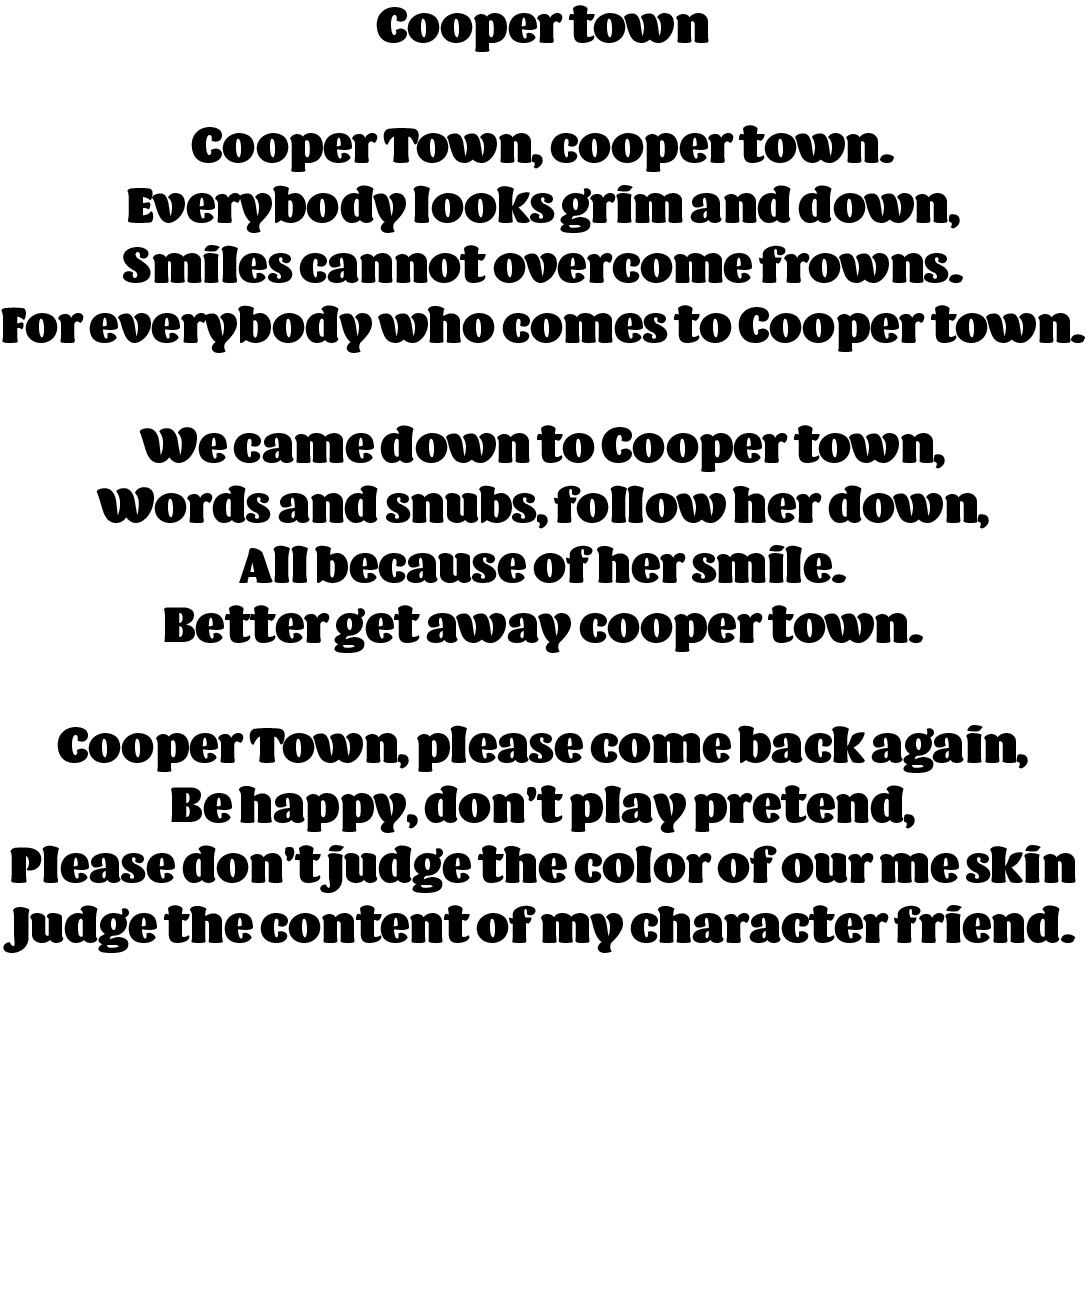 Cooper town
Cooper Town, cooper town.
Everybody looks grim and down,
Smiles cannot overcome frowns.
For everybody who comes to Cooper town.
We came down to Cooper town,
Words and snubs, follow her down,
All because of her smile.
Better get away cooper town.
Cooper Town, please come back again,
Be happy, don't play pretend,
Please don't judge the color of our me skin
Judge the content of my character friend.